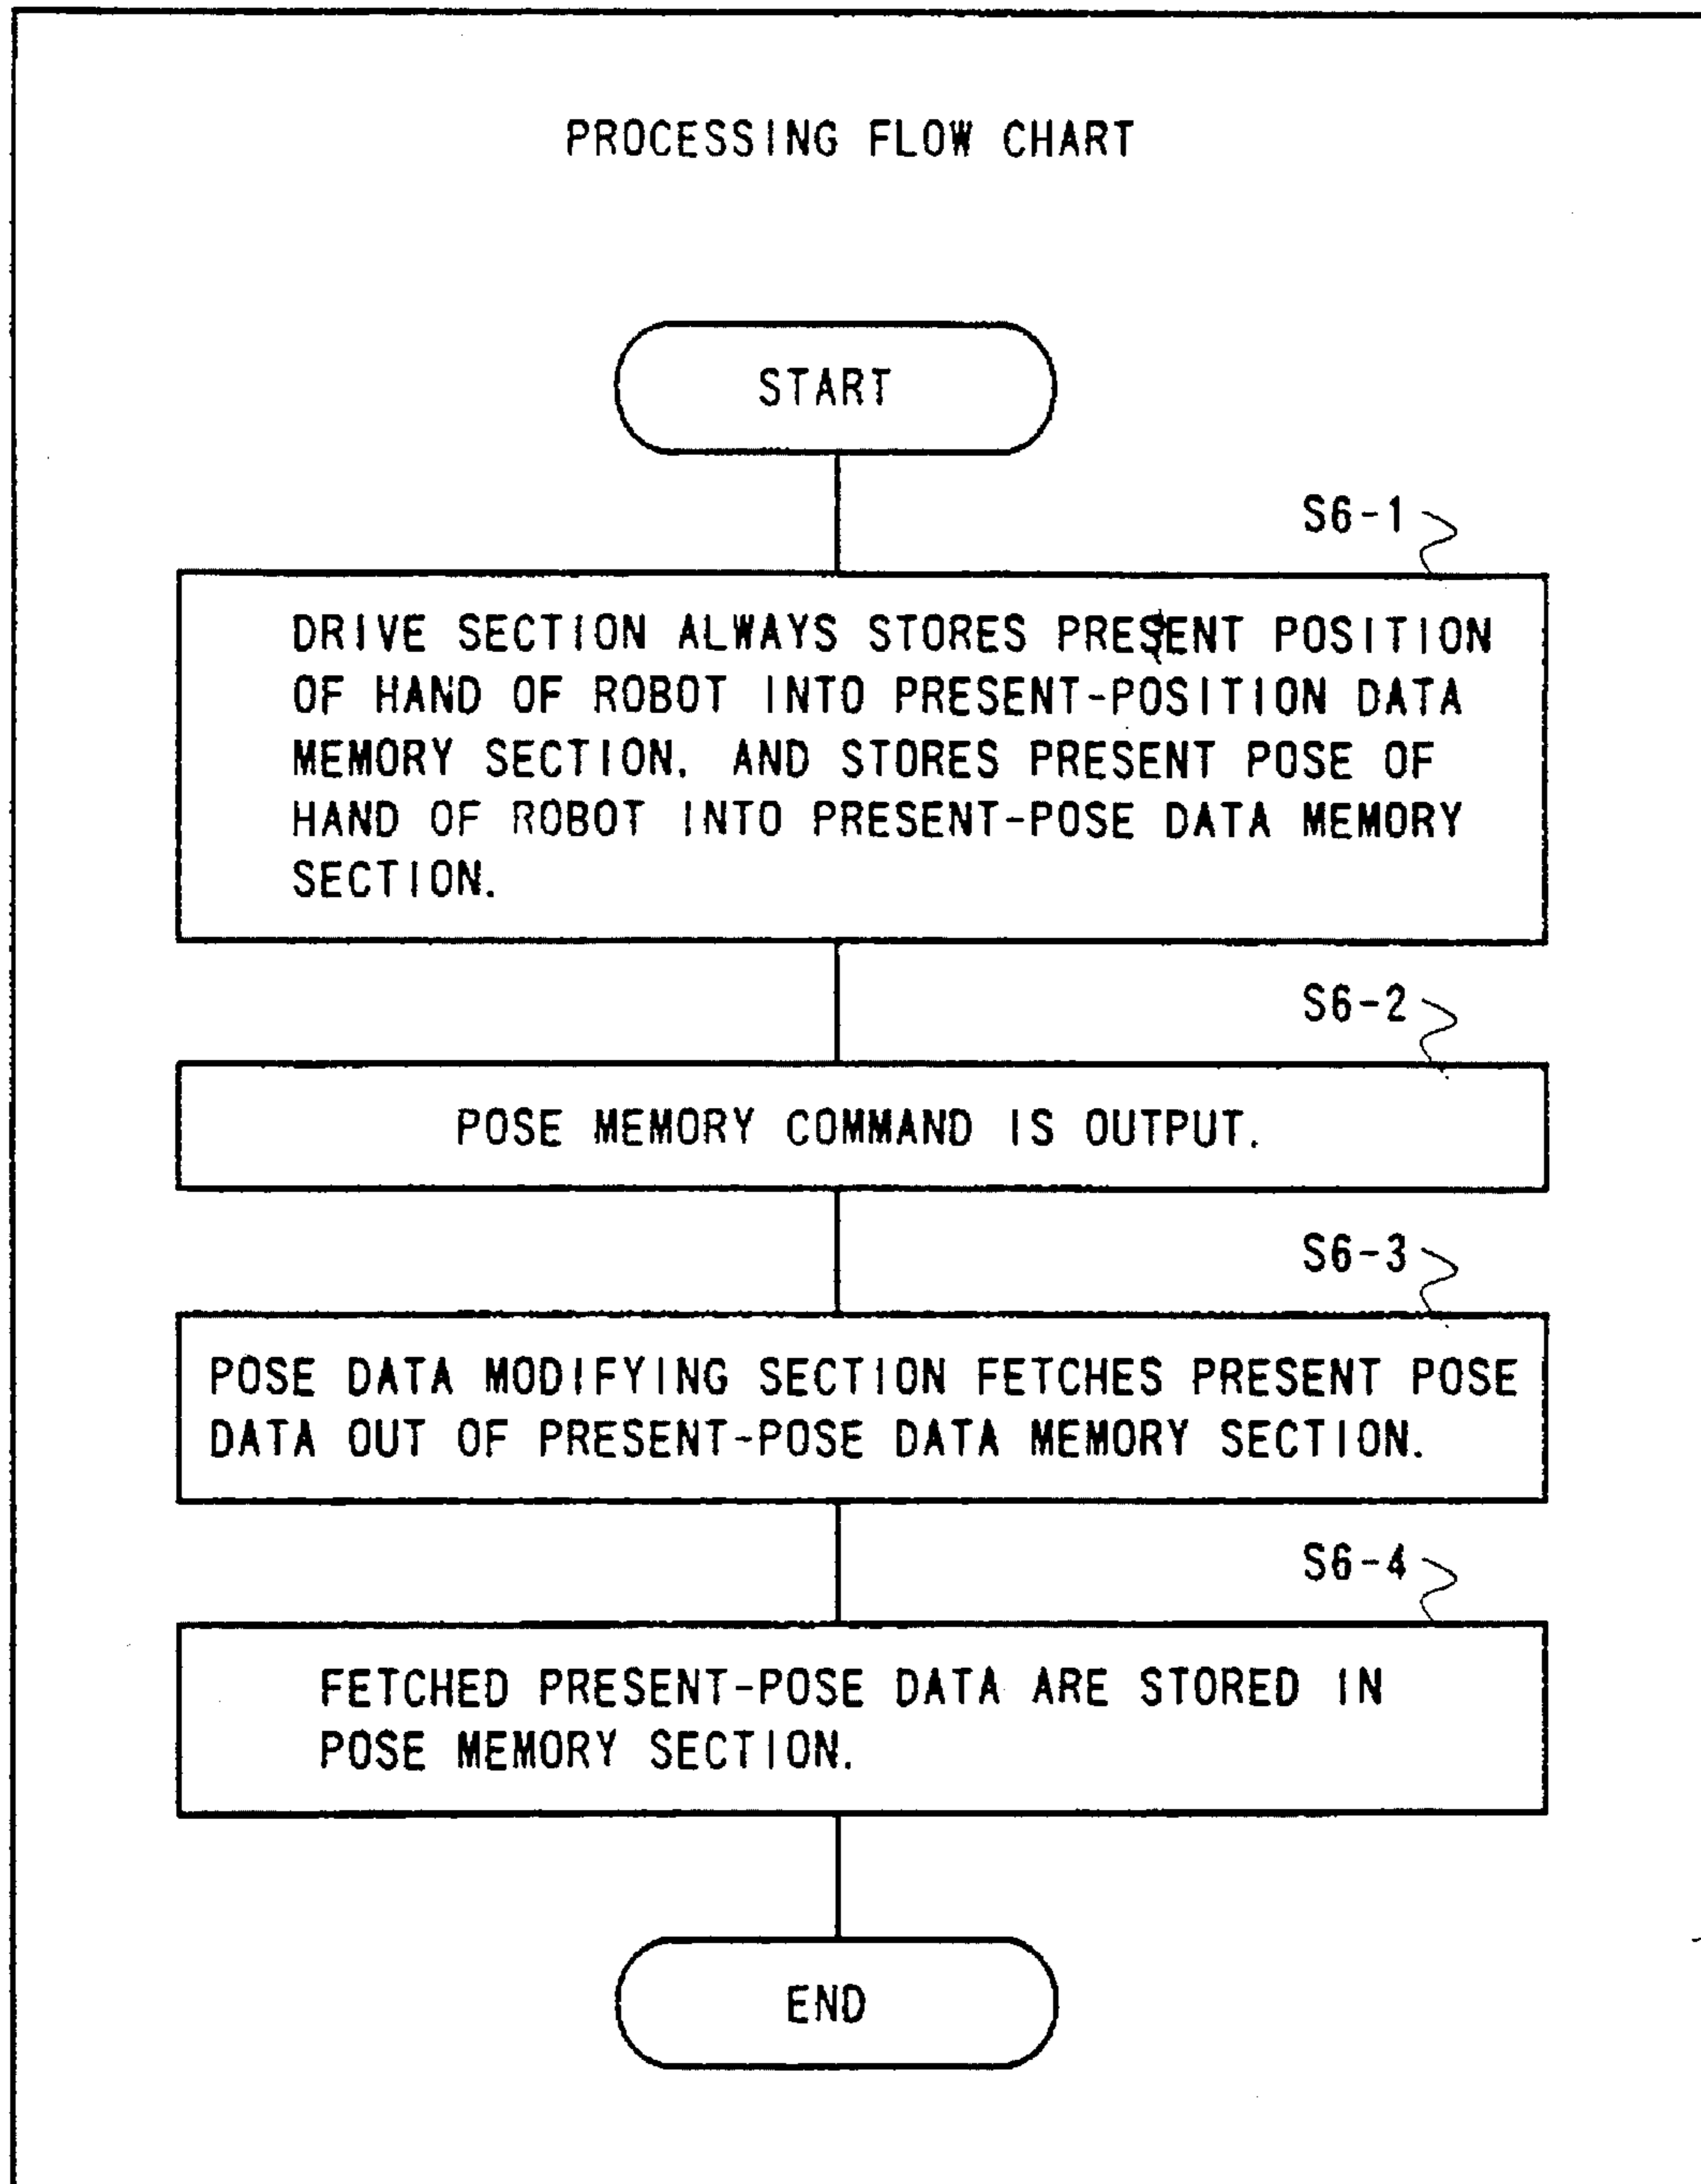 PROCESSING FLOW CHART
START
S6-1
DRIVE SECTION ALWAYS STORES PRESENT POSITION
OF HAND OF ROBOT INTO PRESENT-POSITION DATA
MEMORY SECTION. AND STORES PRESENT POSE OF
HAND OF ROBOT INTO PRESENT-POSE DATA MEMORY
SECTION.
S6-2
POSE MEMORY COMMAND IS OUTPUT.
S6-3
POSE DATA MODIFYING SECTION FETCHES PRESENT POSE
DATA OUT OF PRESENT-POSE DATA MEMORY SECTION.
S6-4
FETCHED PRESENT-POSE DATA ARE STORED IN
POSE MEMORY SECTION.
END